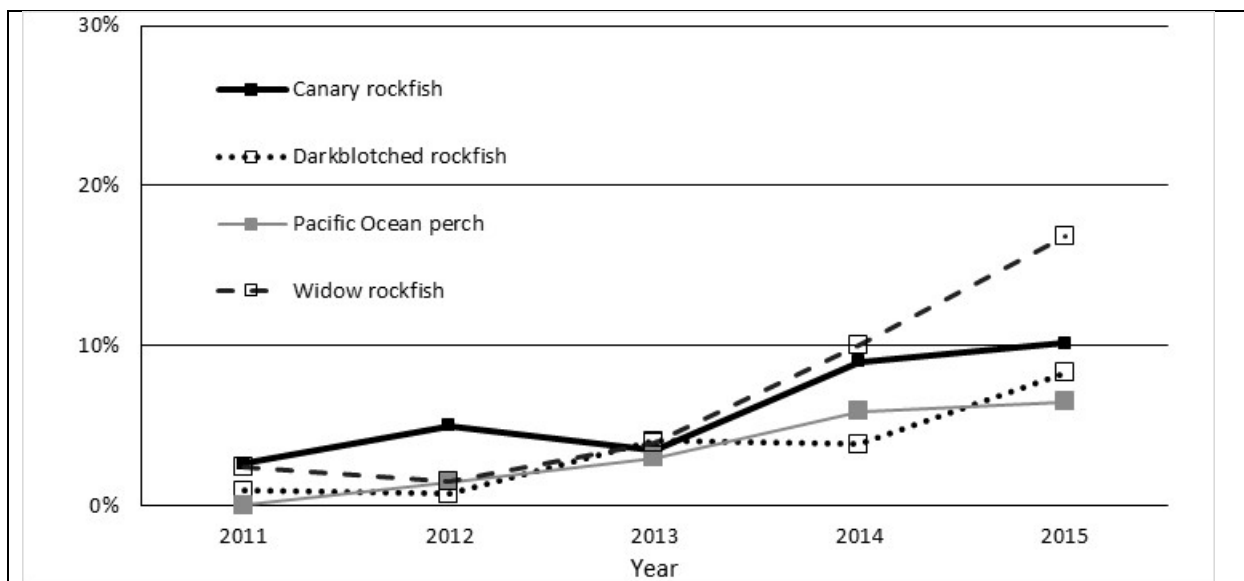 30%
Canary rockfish
Darkblotched rockfish
20%
Pacific Ocean perch
Widow rockfish
10%
0%
2011 2012 2013 2014 2015
Year